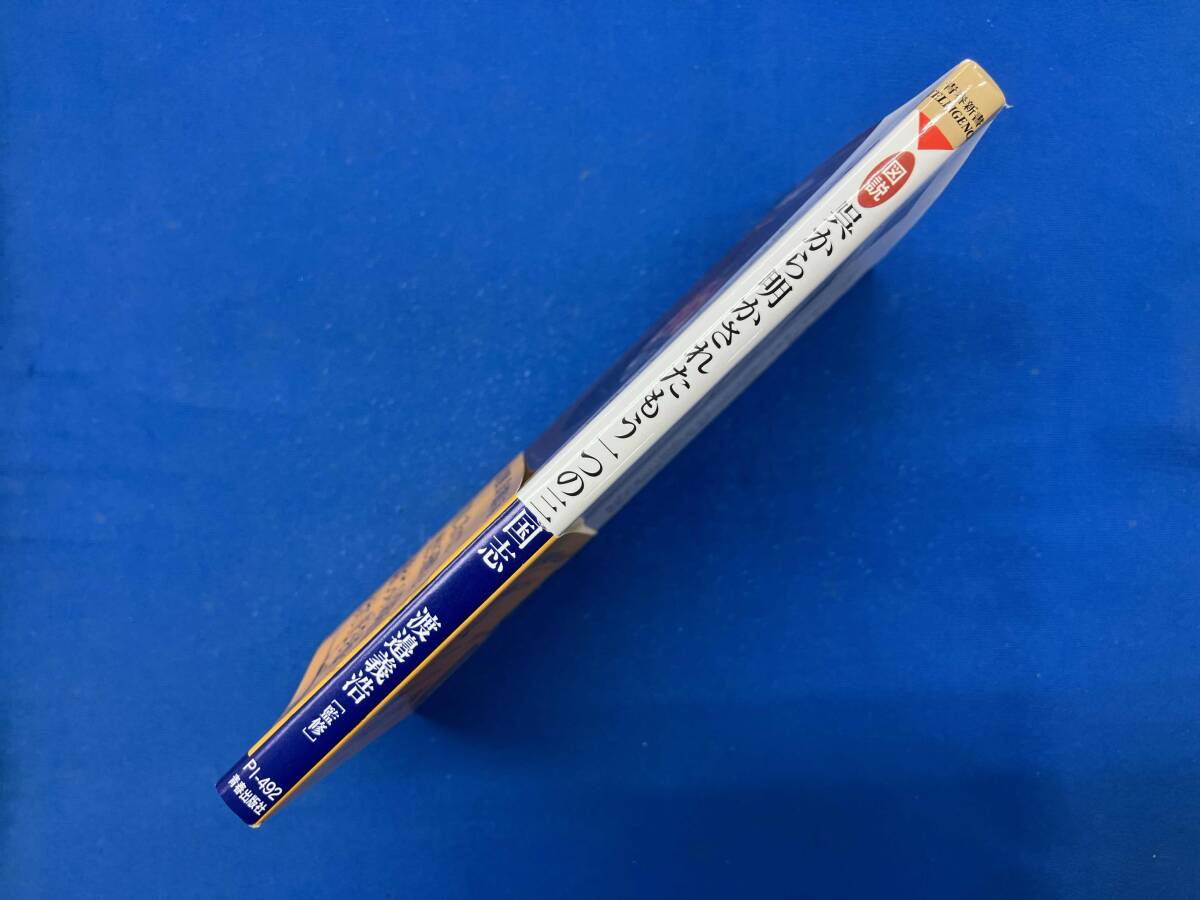 青春新書
INTELLIGENCE
図説
呉から明かされたもう一つの三国志
渡邉義浩[監修]
PI-492
青春出版社